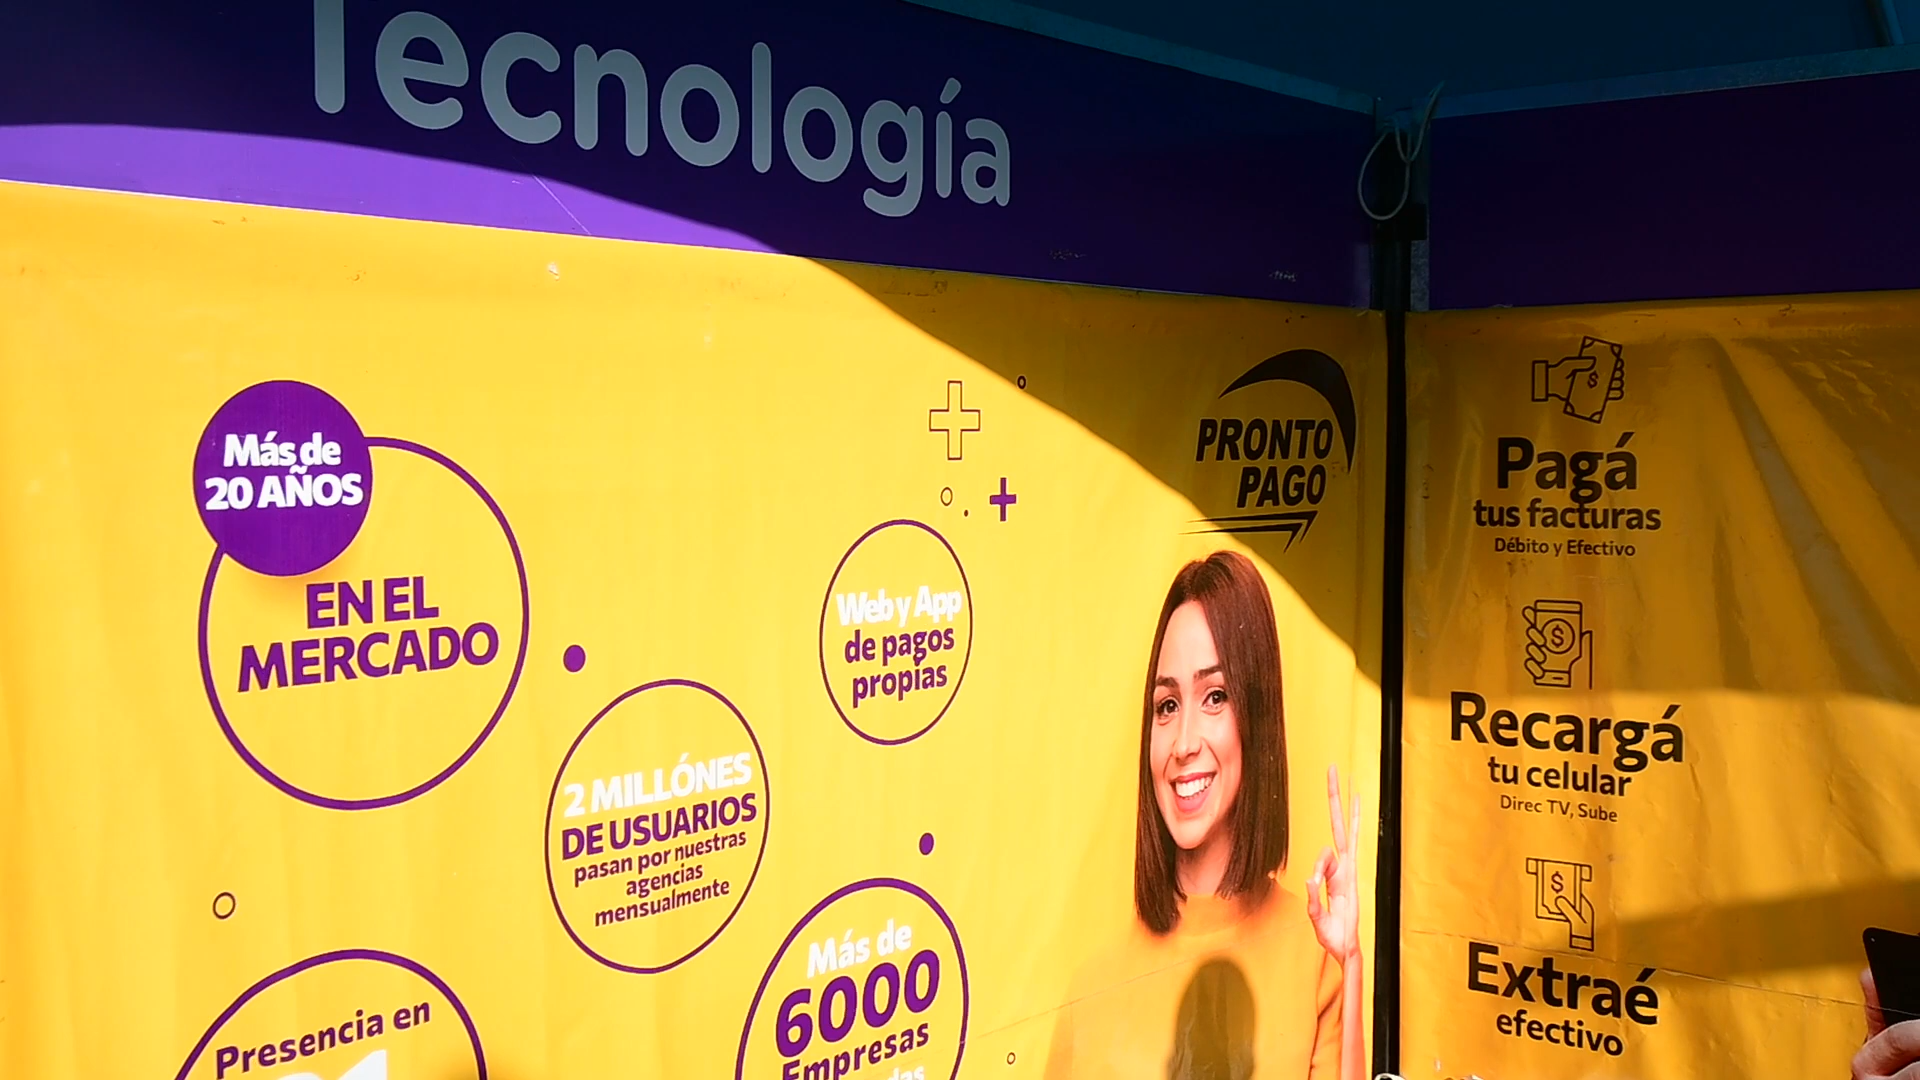 Tecnología
Más de
20 AÑOS
EN EL
MERCADO
2 MILLÓNES
DE USUARIOS
pasan por nuestras
agencias
mensualmente
Web y App
de pagos
propias
Más de
6000
Empresas
Presencia en
PRONTO
PAGO
Pagá
tus facturas
Débito y Efectivo
Recargá
tu celular
Direc TV, Sube
Extraé
efectivo